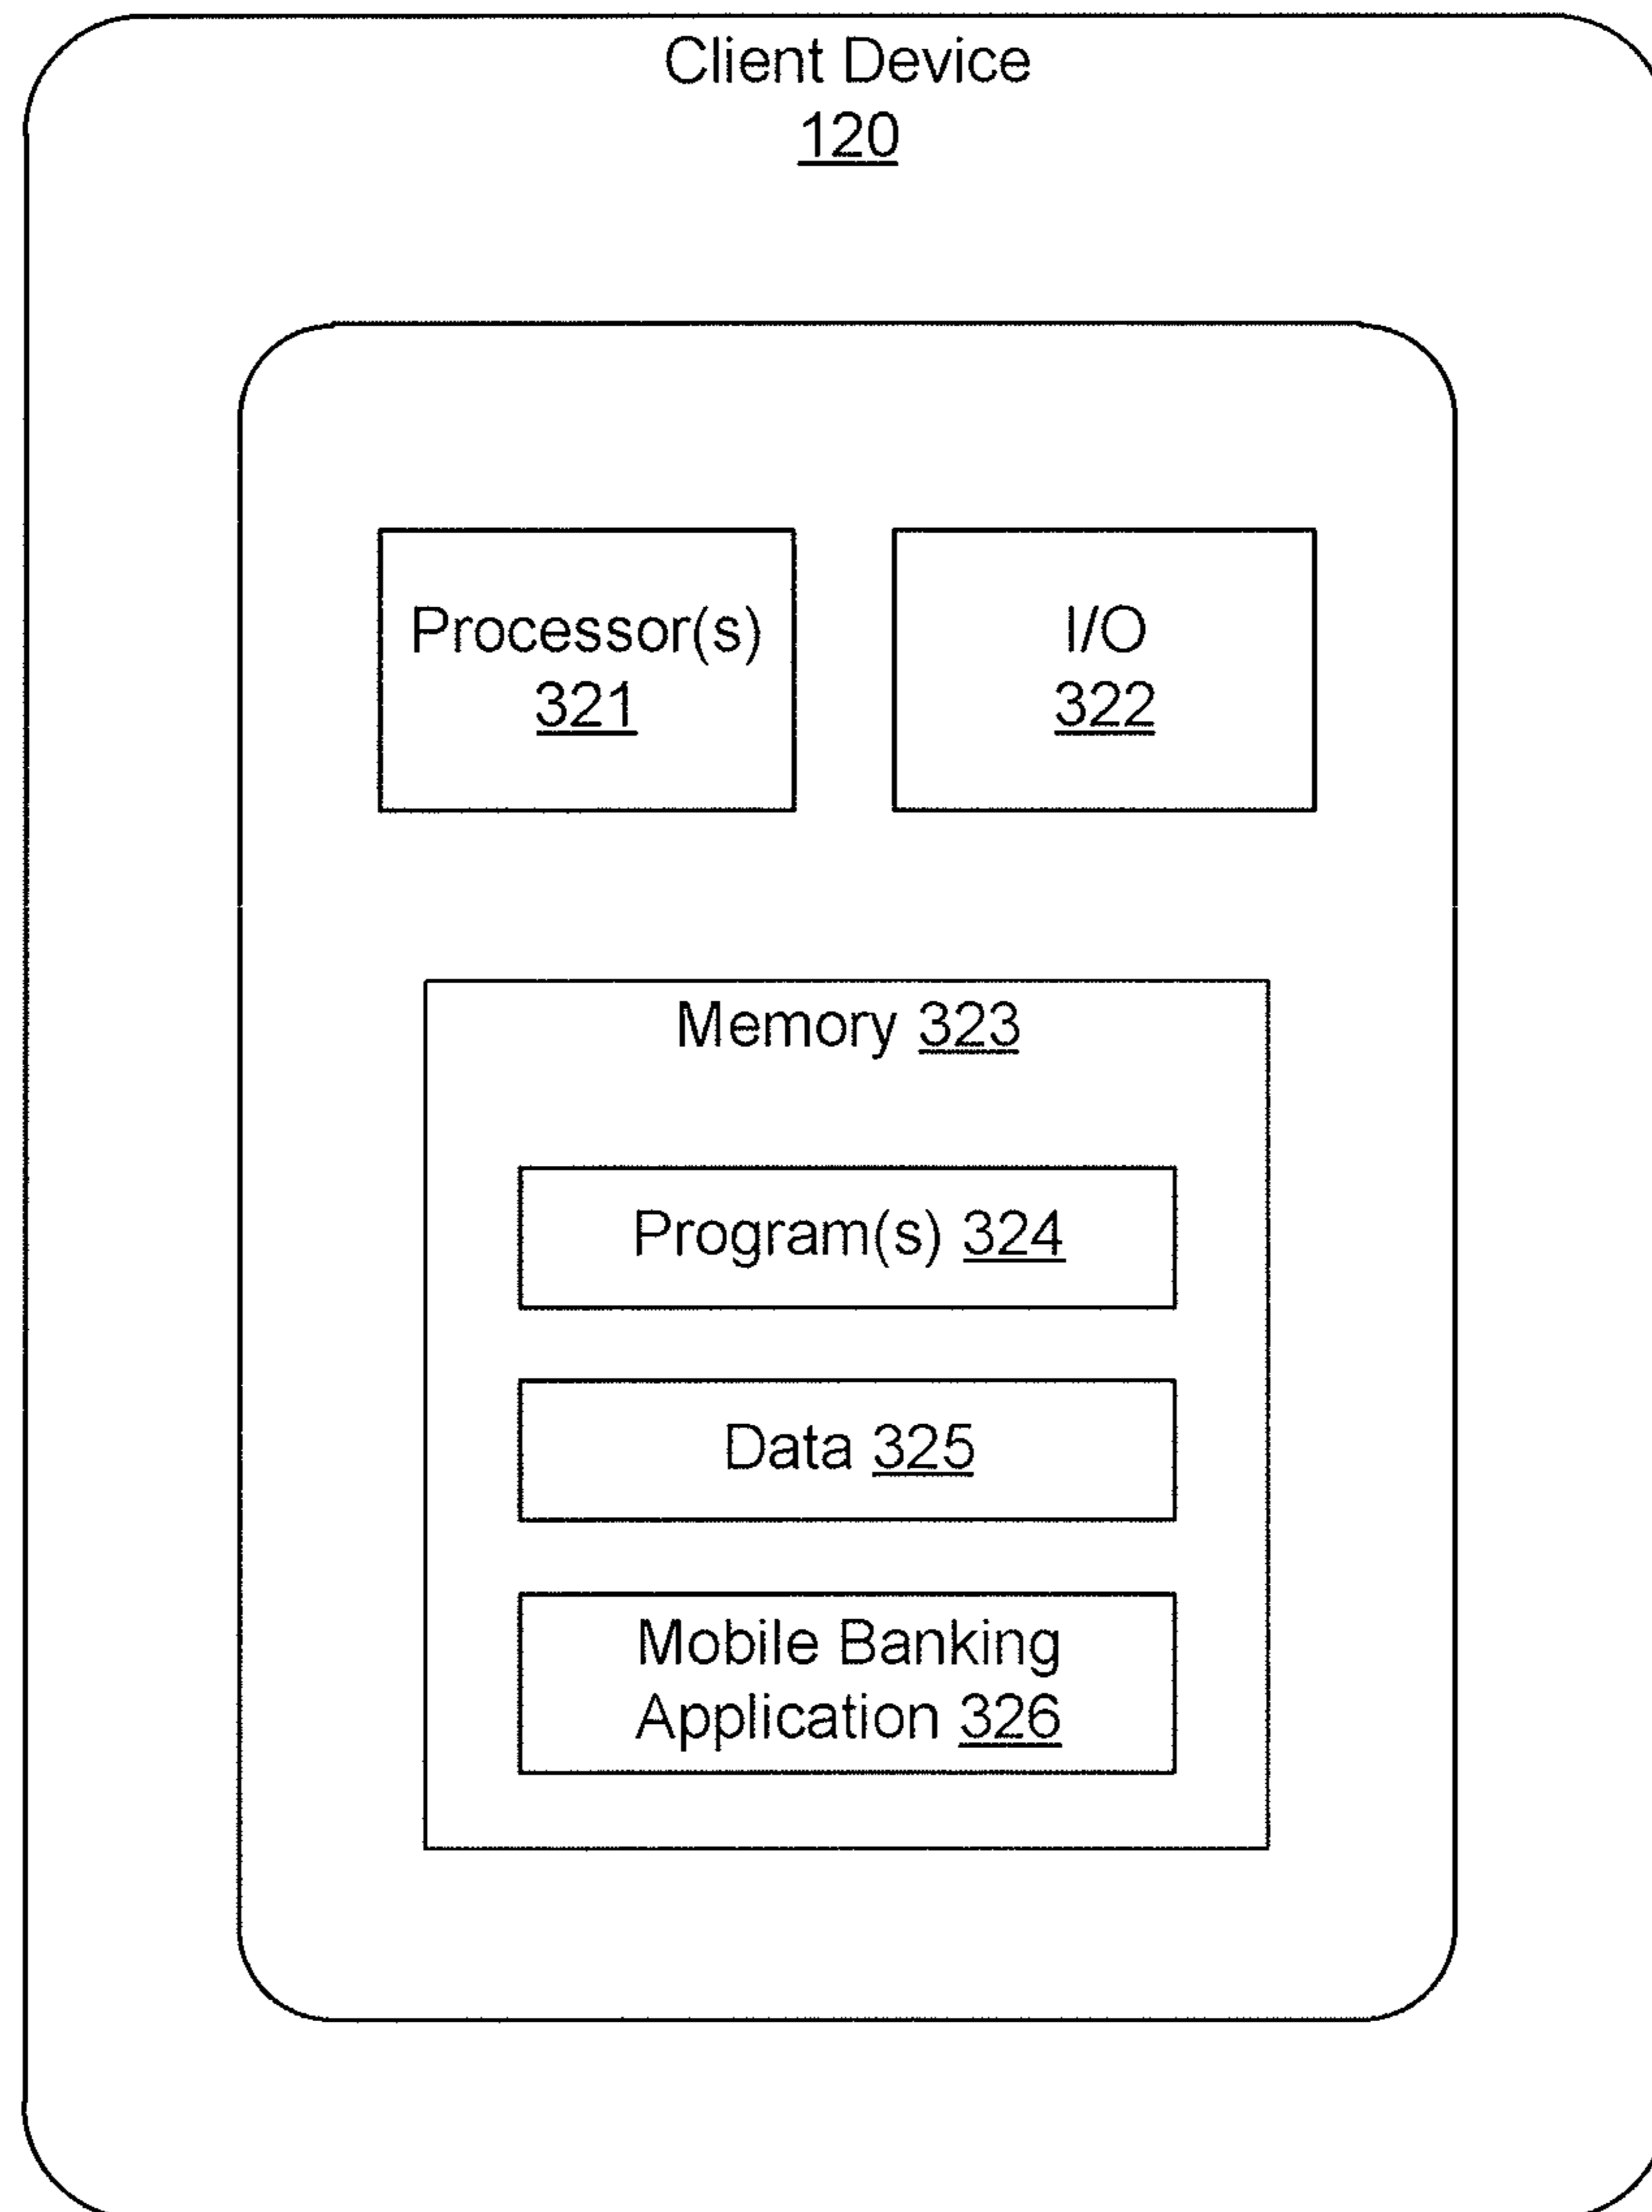 Client Device
120
Processor(s)
321
I/O
322
Memory 323
Program(s) 324
Data 325
Mobile Banking
Application 326